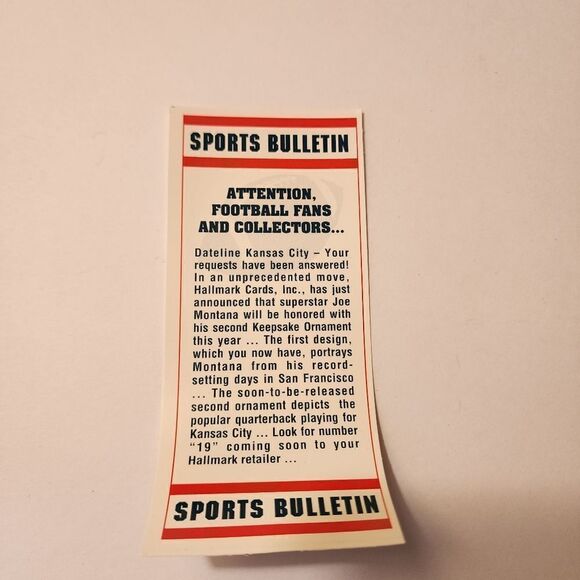 SPORTS BULLETIN
ATTENTION,
FOOTBALL FANS
AND COLLECTORS...
Dateline Kansas City – Your
requests have been answered!
In an unprecedented move,
Hallmark Cards, Inc., has just
announced that superstar Joe
Montana will be honored with
his second Keepsake Ornament
this year ... The first design,
which you now have, portrays
Montana from his record-
setting days in San Francisco
... The soon-to-be-released
second ornament depicts the
popular quarterback playing for
Kansas City ... Look for number
“19” coming soon to your
Hallmark retailer ...
SPORTS BULLETIN